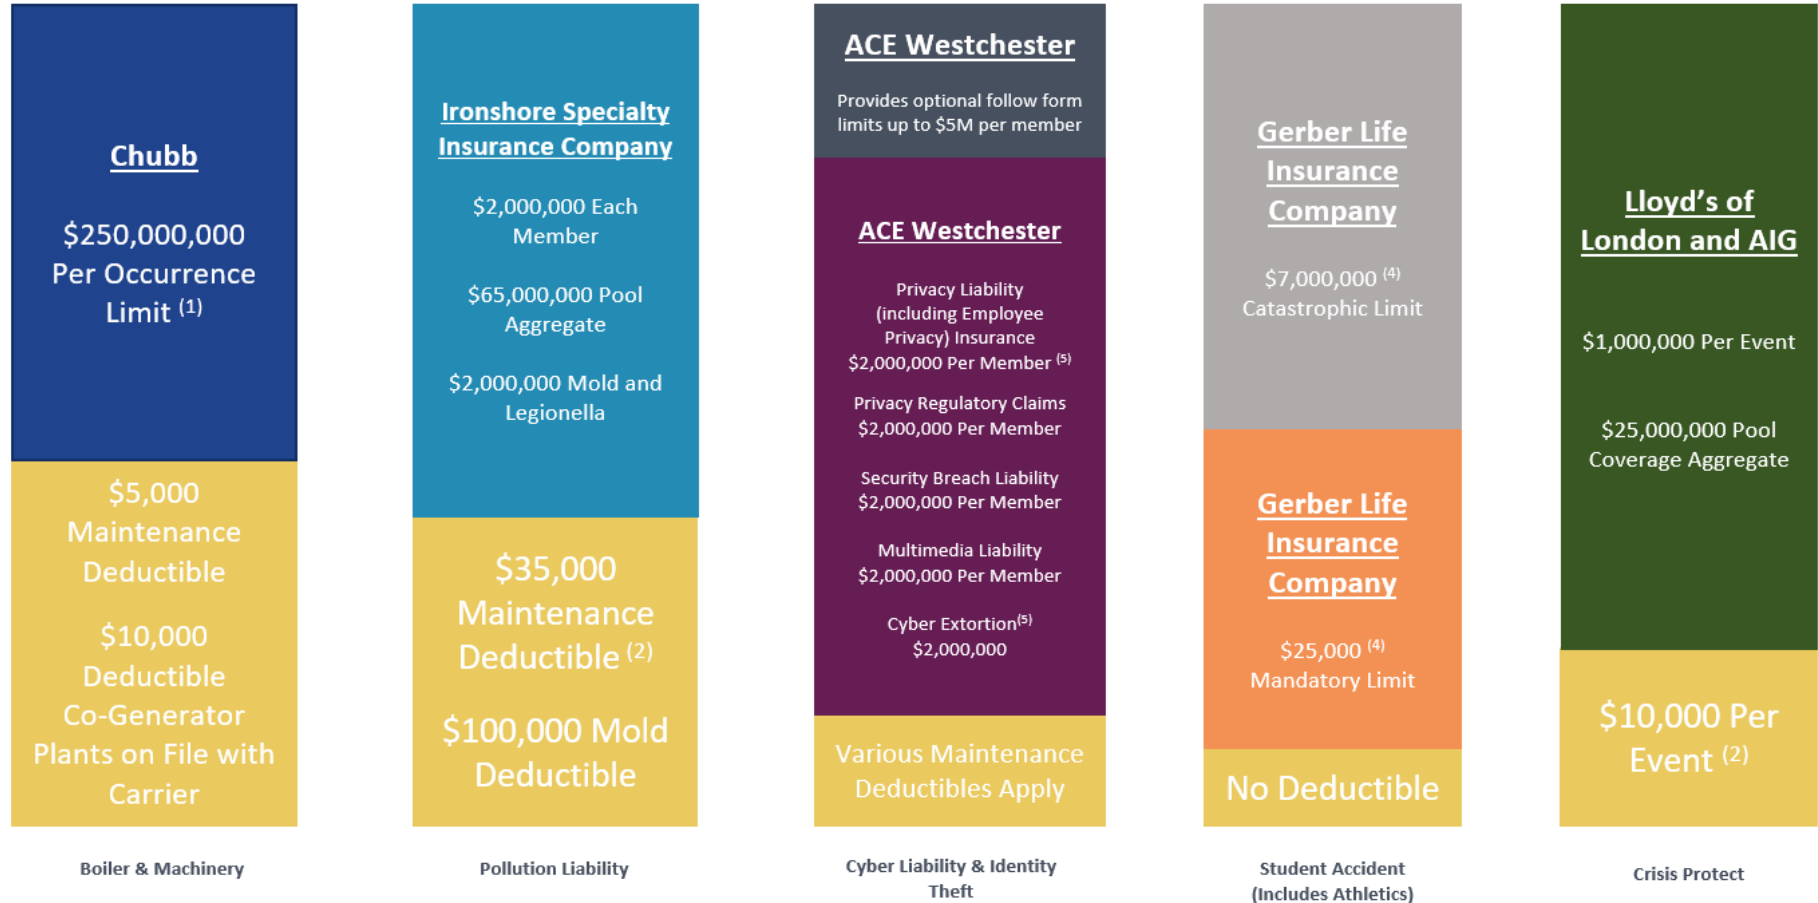 Chubb
$250,000,000
Per Occurrence
Limit (1)
$5,000
Maintenance
Deductible
$10,000
Deductible
Co-Generator
Plants on File with
Carrier
Boiler & Machinery
Ironshore Specialty
Insurance Company
$2,000,000 Each
Member
$65,000,000 Pool
Aggregate
$2,000,000 Mold and
Legionella
$35,000
Maintenance
Deductible (2)
$100,000 Mold
Deductible
Pollution Liability
ACE Westchester
Provides optional follow form
limits up to $5M per member
ACE Westchester
Privacy Liability
(including Employee
Privacy) Insurance
$2,000,000 Per Member (5)
Privacy Regulatory Claims
$2,000,000 Per Member
Security Breach Liability
$2,000,000 Per Member
Multimedia Liability
$2,000,000 Per Member
Cyber Extortion(5)
$2,000,000
Various Maintenance
Deductibles Apply
Cyber Liability & Identity
Theft
Gerber Life
Insurance
Company
$7,000,000 (4)
Catastrophic Limit
Gerber Life
Insurance
Company
$25,000 (4)
Mandatory Limit
No Deductible
Student Accident
(Includes Athletics)
Lloyd’s of
London and AIG
$1,000,000 Per Event
$25,000,000 Pool
Coverage Aggregate
$10,000 Per
Event (2)
Crisis Protect